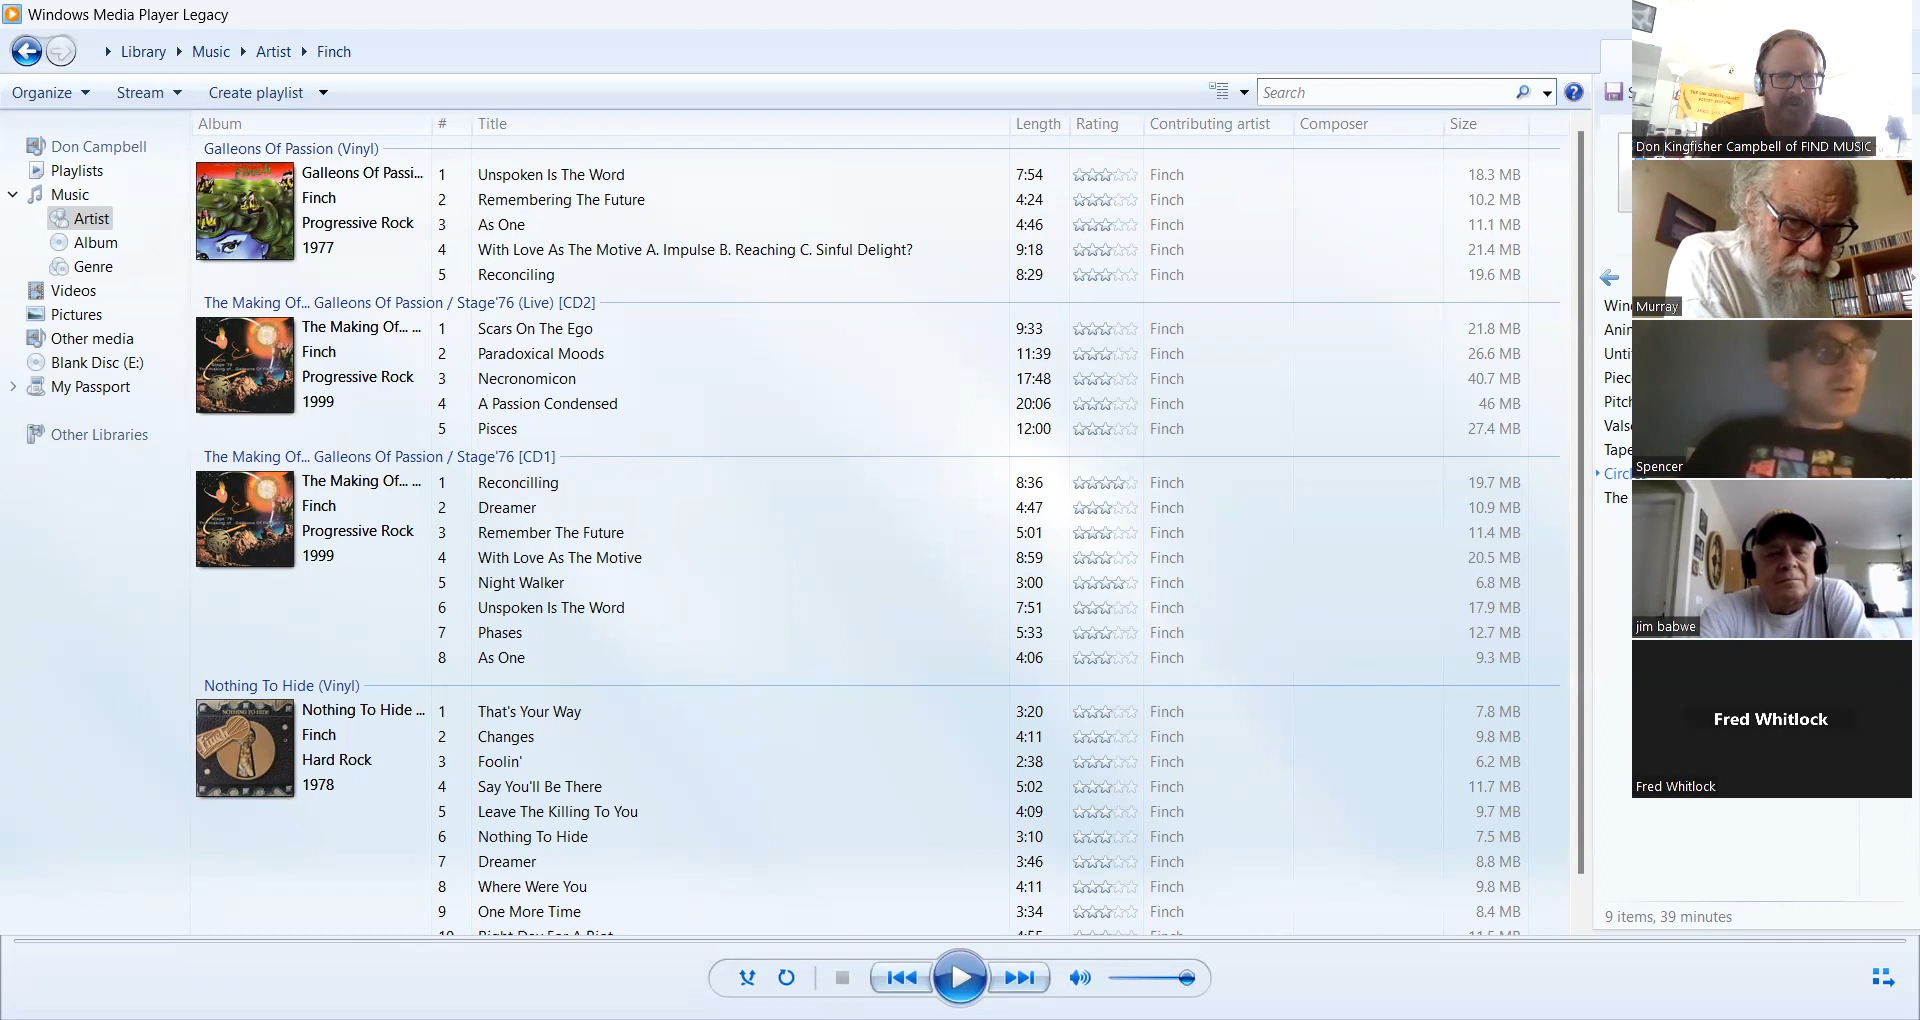 Windows Media Player Legacy
Library Music Artist Finch
Organize Stream Create playlist Search
Don Campbell
Playlists
Music
Artist
Album
Genre
Videos
Pictures
Other media
Blank Disc (E:)
My Passport
Other Libraries
Album # Title Length Rating Contributing artist Composer Size
Galleons Of Passion (Vinyl)
Galleons Of Passi...
Finch
Progressive Rock
1977
1 Unspoken Is The Word 7:54 Finch 18.3 MB
2 Remembering The Future 4:24 Finch 10.2 MB
3 As One 4:46 Finch 11.1 MB
4 With Love As The Motive A. Impulse B. Reaching C. Sinful Delight? 9:18 Finch 21.4 MB
5 Reconciling 8:29 Finch 19.6 MB
The Making Of... Galleons Of Passion / Stage'76 (Live) [CD2]
The Making Of... ...
Finch
Progressive Rock
1999
1 Scars On The Ego 9:33 Finch 21.8 MB
2 Paradoxical Moods 11:39 Finch 26.6 MB
3 Necronomicon 17:48 Finch 40.7 MB
4 A Passion Condensed 20:06 Finch 46 MB
5 Pisces 12:00 Finch 27.4 MB
The Making Of... Galleons Of Passion / Stage'76 [CD1]
The Making Of... ...
Finch
Progressive Rock
1999
1 Reconcilling 8:36 Finch 19.7 MB
2 Dreamer 4:47 Finch 10.9 MB
3 Remember The Future 5:01 Finch 11.4 MB
4 With Love As The Motive 8:59 Finch 20.5 MB
5 Night Walker 3:00 Finch 6.8 MB
6 Unspoken Is The Word 7:51 Finch 17.9 MB
7 Phases 5:33 Finch 12.7 MB
8 As One 4:06 Finch 9.3 MB
Nothing To Hide (Vinyl)
Nothing To Hide ...
Finch
Hard Rock
1978
1 That's Your Way 3:20 Finch 7.8 MB
2 Changes 4:11 Finch 9.8 MB
3 Foolin' 2:38 Finch 6.2 MB
4 Say You'll Be There 5:02 Finch 11.7 MB
5 Leave The Killing To You 4:09 Finch 9.7 MB
6 Nothing To Hide 3:10 Finch 7.5 MB
7 Dreamer 3:46 Finch 8.8 MB
8 Where Were You 4:11 Finch 9.8 MB
9 One More Time 3:34 Finch 8.4 MB
Don Kingfisher Campbell of FIND MUSIC
Murray
Spencer
jim babwe
Fred Whitlock
Fred Whitlock
The
9 items, 39 minutes